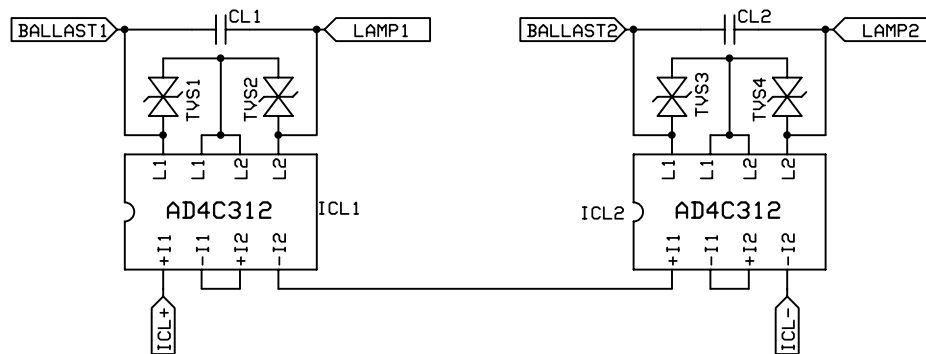 BALLAST1
CL1
LAMP1
BALLAST2
CL2
LAMP2
TVS1
TVS2
TVS3
TVS4
L1 L1 L2 L2
L1 L1 L2 L2
AD4C312
ICL1
ICL2
AD4C312
+I1 -I1 +I2 -I2
+I1 -I1 +I2 -I2
ICL+
ICL-